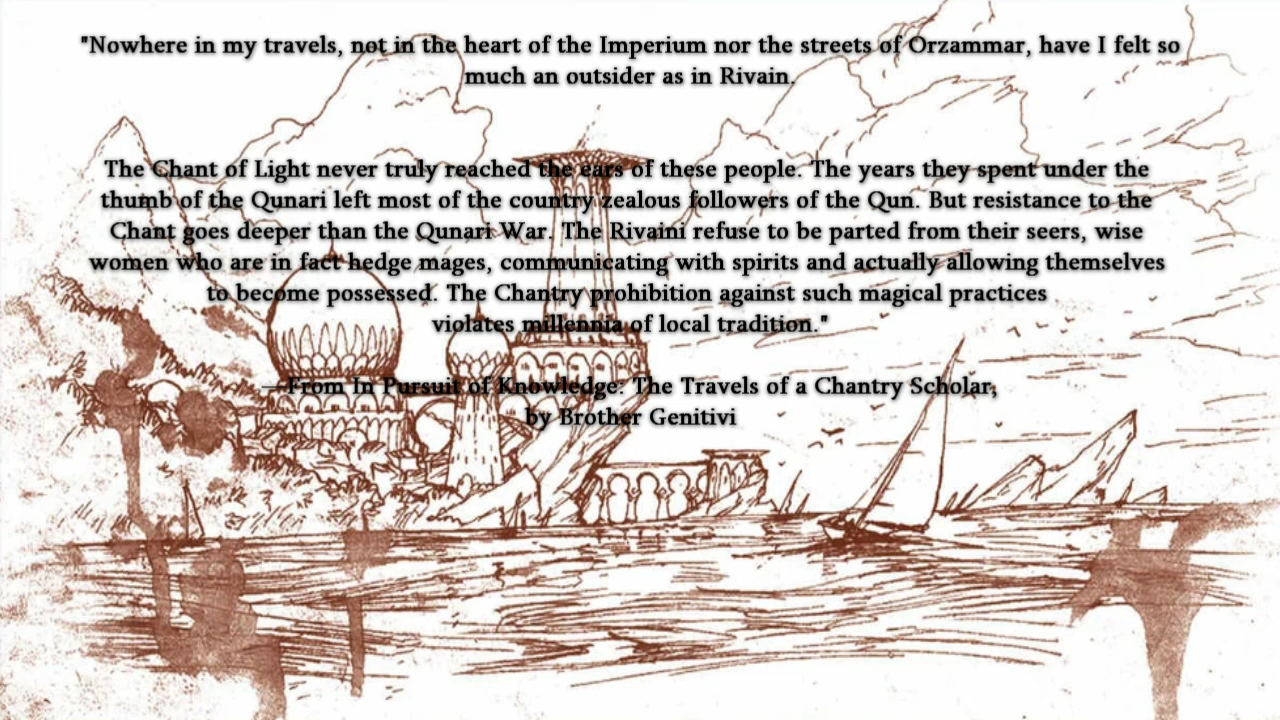 "Nowhere in my travels, not in the heart of the Imperium nor the streets of Orzammar, have I felt so
much an outsider as in Rivain.
The Chant of Light never truly reached the ears of these people. The years they spent under the
thumb of the Qunari left most of the country zealous followers of the Qun. But resistance to the
Chant goes deeper than the Qunari War. The Rivaini refuse to be parted from their seers, wise
women who are in fact hedge mages, communicating with spirits and actually allowing themselves
to become possessed. The Chantry prohibition against such magical practices
violates millennia of local tradition."
—From In Pursuit of Knowledge: The Travels of a Chantry Scholar,
by Brother Genitivi